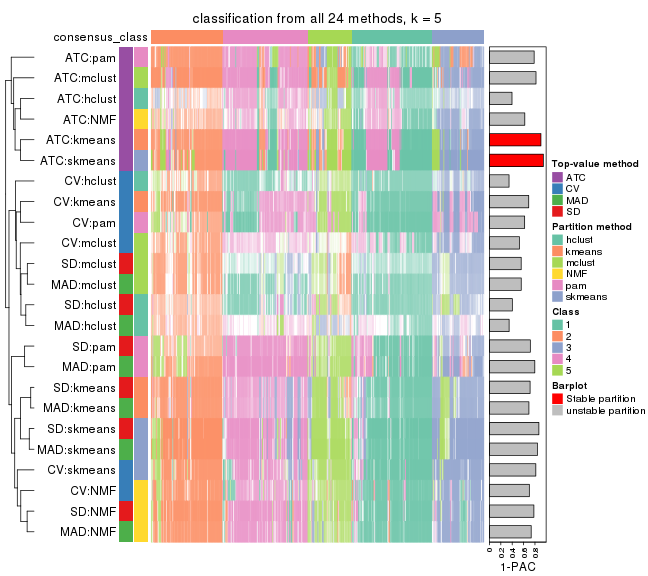 classification from all 24 methods, k = 5
consensus_class
ATC:pam
ATC:mclust
ATC:hclust
ATC:NMF
ATC:kmeans
ATC:skmeans
CV:hclust
CV:kmeans
CV:pam
CV:mclust
SD:mclust
MAD:mclust
SD:hclust
MAD:hclust
SD:pam
MAD:pam
SD:kmeans
MAD:kmeans
SD:skmeans
MAD:skmeans
CV:skmeans
CV:NMF
SD:NMF
MAD:NMF
0 0.2 0.4 0.6 0.8
1-PAC
Top-value method
ATC
CV
MAD
SD
Partition method
hclust
kmeans
mclust
NMF
pam
skmeans
Class
1
2
3
4
5
Barplot
Stable partition
unstable partition